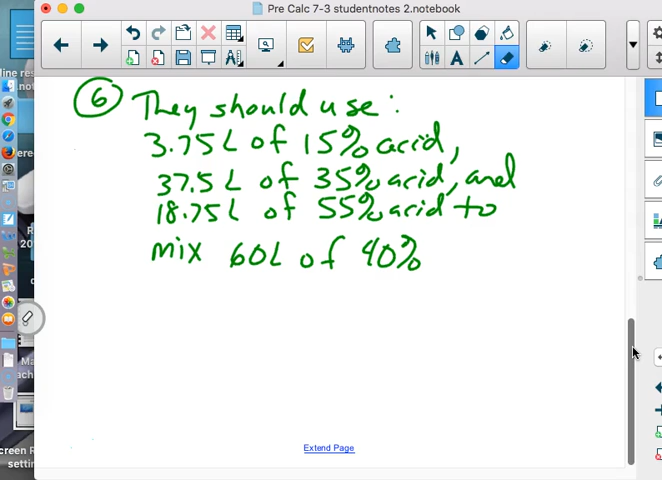 Pre Calc 7-3 studentnotes 2.notebook
6 They should use:
3.75L of 15% acid,
37.5L of 35% acid, and
18.75L of 55% acid to
mix 60L of 40%
Extend Page